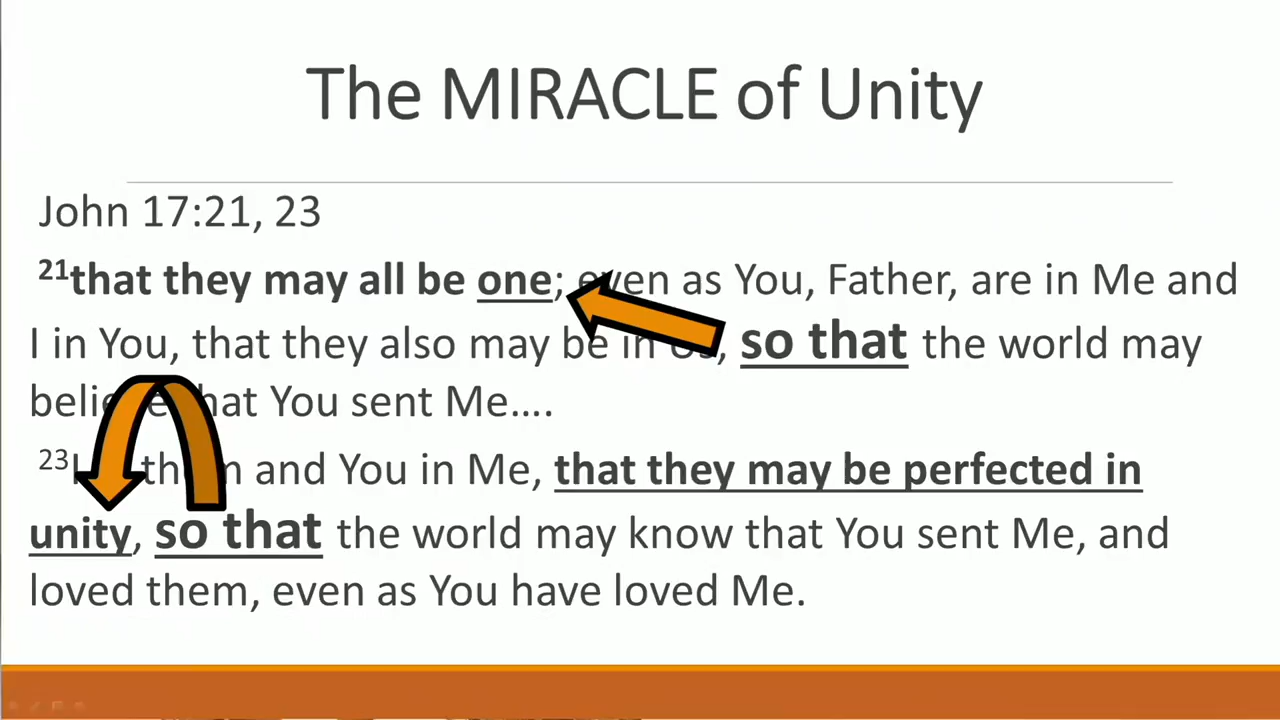 The MIRACLE of Unity
John 17:21, 23
21that they may all be one; even as You, Father, are in Me and
I in You, that they also may be in Us, so that the world may
believe that You sent Me….
23 them and You in Me, that they may be perfected in
unity, so that the world may know that You sent Me, and
loved them, even as You have loved Me.